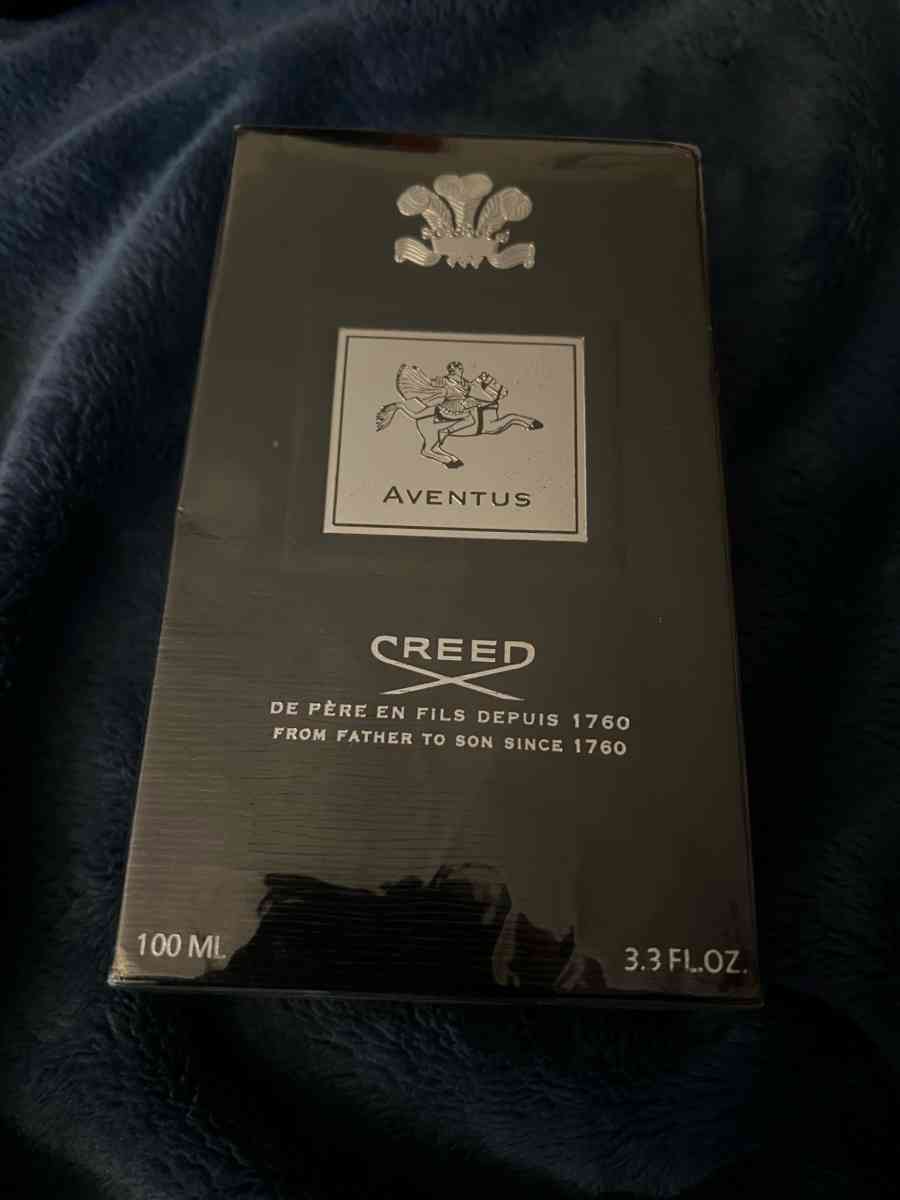 AVENTUS
CREED
DE PÈRE EN FILS DEPUIS 1760
FROM FATHER TO SON SINCE 1760
100 ML
3.3 FL.OZ.